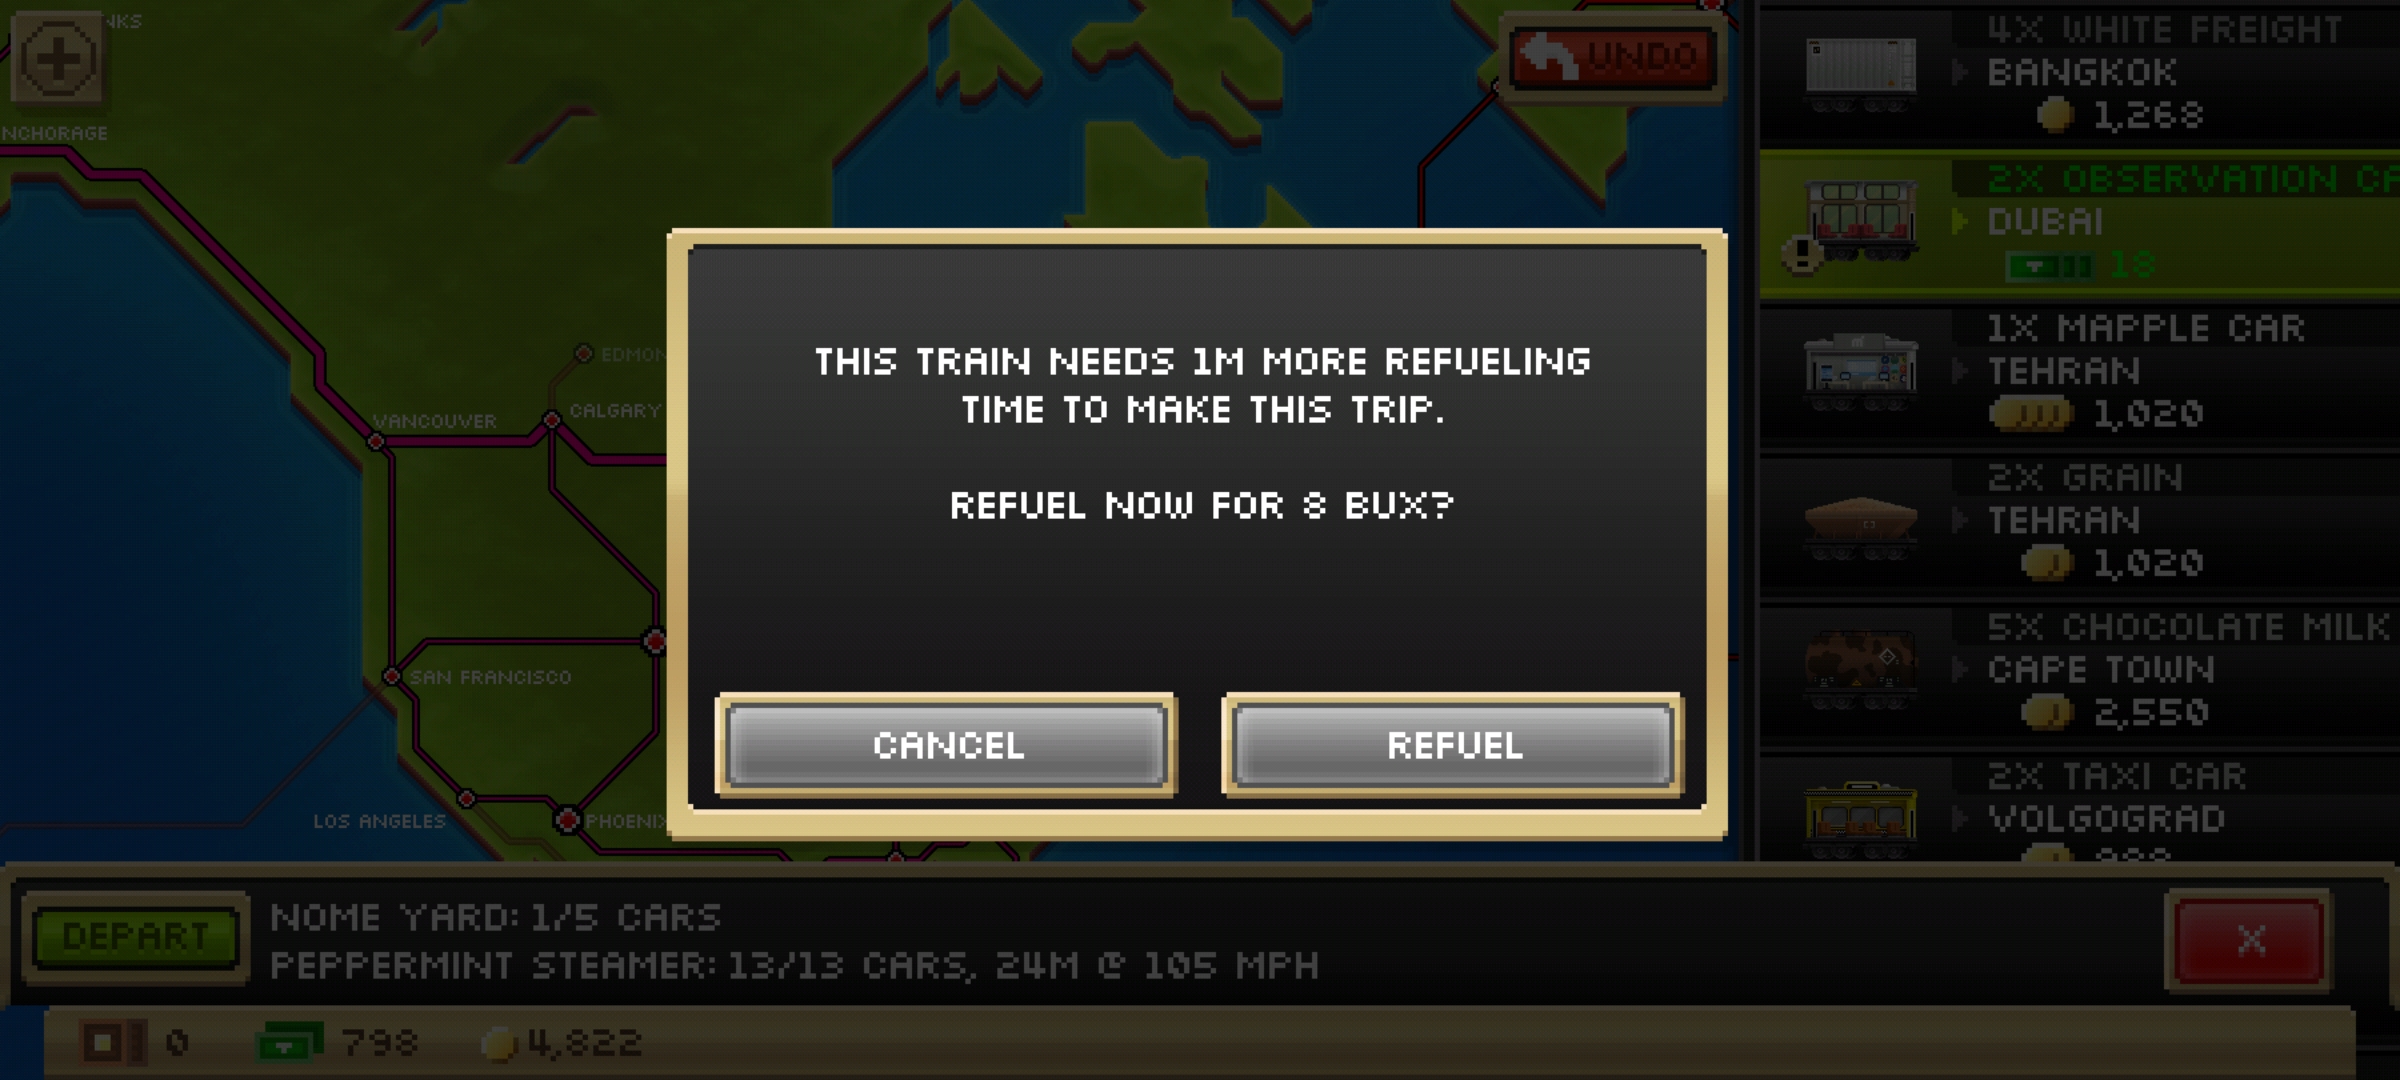 NKS
NCHORAGE
UNDO
4X WHITE FREIGHT
BANGKOK
1,268
2X OBSERVATION CA
DUBAI
18
1X MAPPLE CAR
TEHRAN
1,020
2X GRAIN
TEHRAN
1,020
5X CHOCOLATE MILK
CAPE TOWN
2,550
2X TAXI CAR
VOLGOGRAD
EDMON
VANCOUVER
CALGARY
SAN FRANCISCO
LOS ANGELES
PHOENIX
THIS TRAIN NEEDS 1M MORE REFUELING
TIME TO MAKE THIS TRIP.
REFUEL NOW FOR 8 BUX?
CANCEL
REFUEL
DEPART
NOME YARD: 1/5 CARS
PEPPERMINT STEAMER: 13/13 CARS, 24M @ 105 MPH
X
0
798
4,822